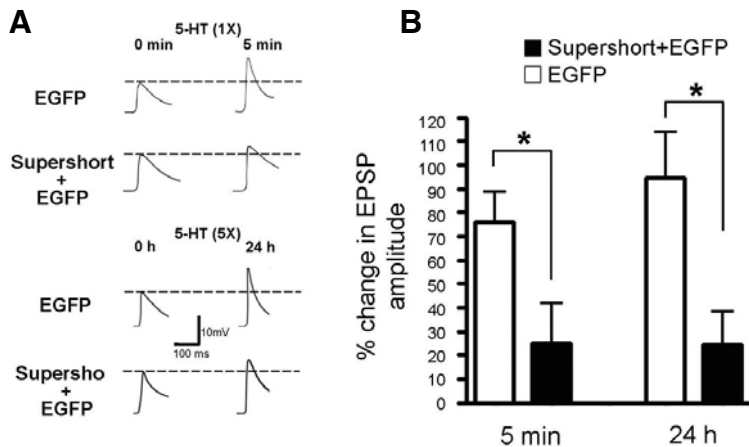 A
5-HT (1X)
0 min 5 min
EGFP
Supershort
+
EGFP
5-HT (5X)
0 h 24 h
EGFP
10mV
100 ms
Supersho
+
EGFP
B
Supershort+EGFP
EGFP
% change in EPSP
amplitude
120
110
100
90
80
70
60
50
40
30
20
10
0
* *
5 min 24 h